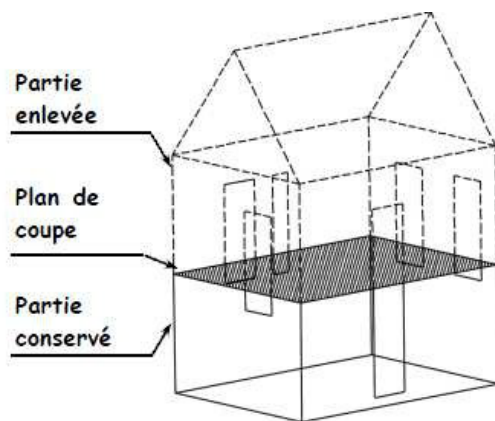 Partie
enlevée
Plan de
coupe
Partie
conservé